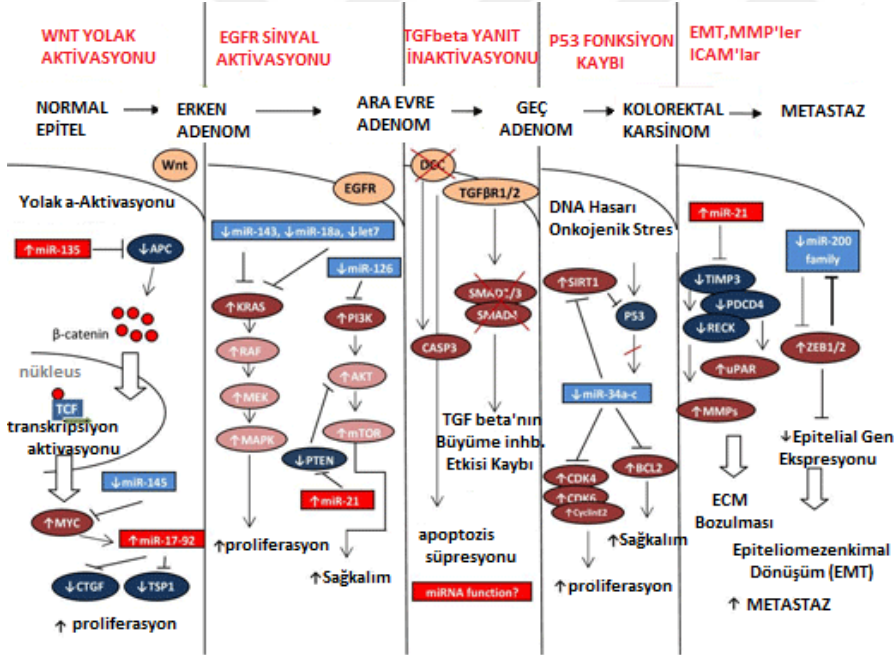 WNT YOLAK
AKTİVASYONU
EGFR SİNYAL
AKTİVASYONU
TGFbeta YANIT
İNAKTİVASYONU
P53 FONKSİYON
KAYBI
EMT,MMP'ler
ICAM'lar
NORMAL
EPİTEL
ERKEN
ADENOM
ARA EVRE
ADENOM
GEÇ
ADENOM
KOLOREKTAL
KARSİNOM
METASTAZ
Wnt
Yolak a-Aktivasyonu
↑miR-135
↓APC
β-catenin
nükleus
TCF
transkripsiyon
aktivasyonu
↓miR-145
↑MYC
↑miR-17-92
↓CTGF
↓TSP1
↑ proliferasyon
EGFR
↓miR-143, ↓miR-18a, ↓let7
↓miR-126
↑KRAS
↑PI3K
↑RAF
↑AKT
↑MEK
↑MAPK
↑mTOR
↓PTEN
↑miR-21
↑proliferasyon
↑Sağkalım
DCC
TGFβR1/2
SMAD2/3
SMAD4
CASP3
TGF beta'nın
Büyüme inhb.
Etkisi Kaybı
apoptozis
süpresyonu
miRNA function?
DNA Hasarı
Onkojenik Stres
↑SIRT1
P53
↓miR-34a-c
↑CDK4
↑CDK6
↑CyclinE2
↑BCL2
↑Sağkalım
↑ proliferasyon
↑miR-21
↓miR-200
family
↓TIMP3
↓PDCD4
↓RECK
↑uPAR
↑ZEB1/2
↑MMPs
↓Epitelial Gen
Ekspresyonu
ECM
Bozulması
Epiteliomezenkimal
Dönüşüm (EMT)
↑ METASTAZ